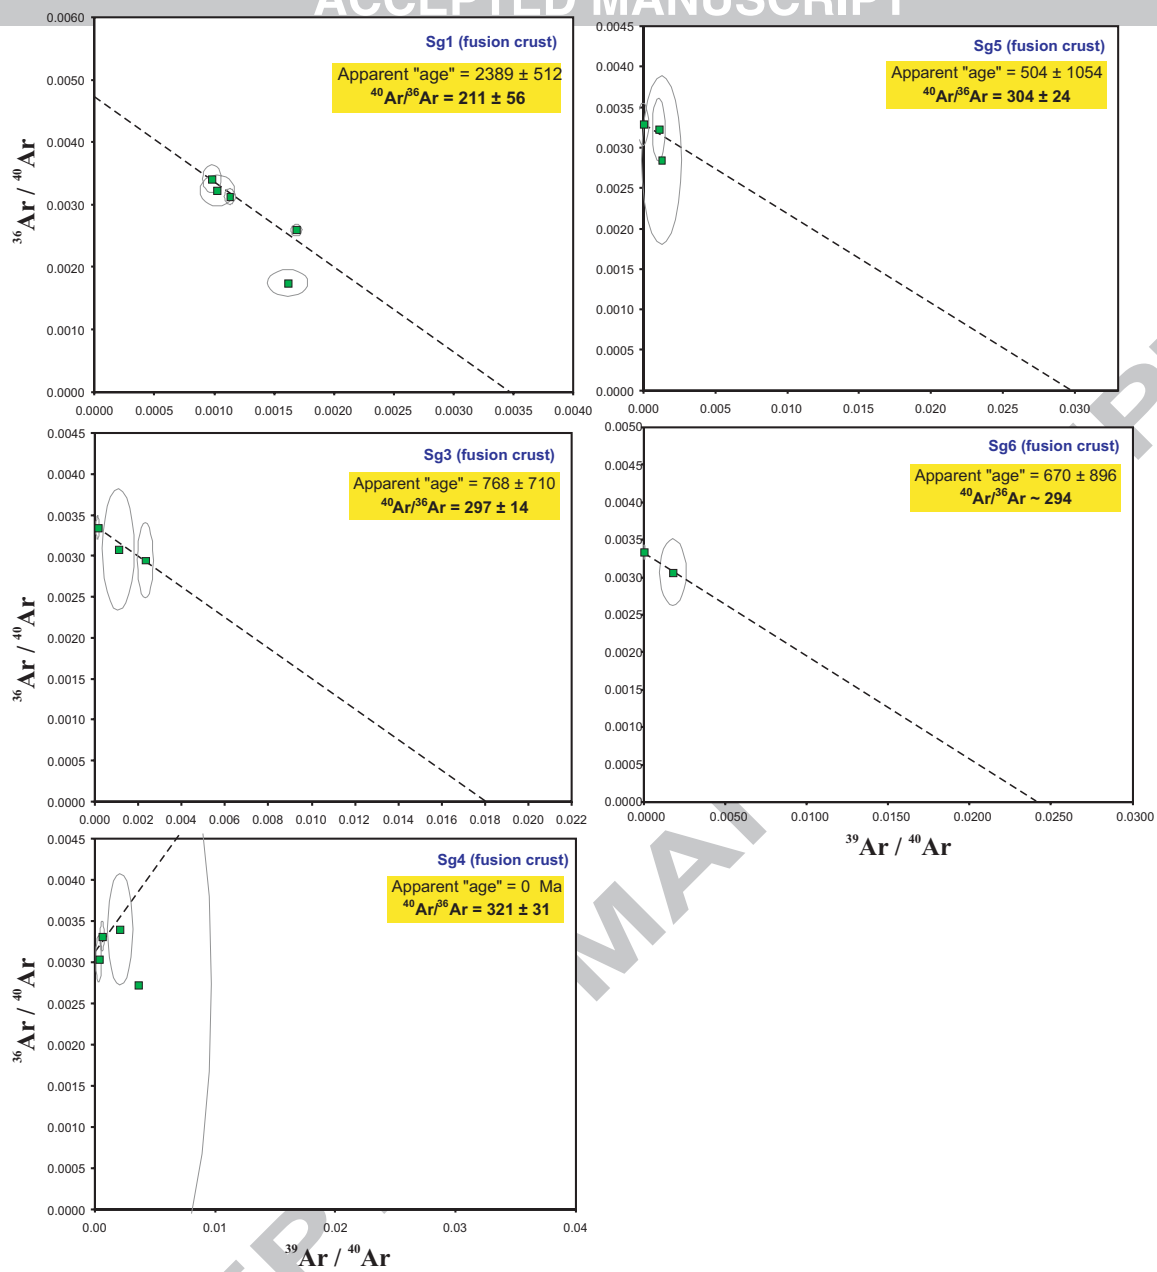 ACCEPTED MANUSCRIPT
Sg1 (fusion crust)
Apparent "age" = 2389 ± 512
40Ar/36Ar = 211 ± 56
36Ar / 40Ar
0.0060
0.0050
0.0040
0.0030
0.0020
0.0010
0.0000
0.0000 0.0005 0.0010 0.0015 0.0020 0.0025 0.0030 0.0035 0.0040
Sg5 (fusion crust)
Apparent "age" = 504 ± 1054
40Ar/36Ar = 304 ± 24
0.0045
0.0040
0.0035
0.0030
0.0025
0.0020
0.0015
0.0010
0.0005
0.0000
0.000 0.005 0.010 0.015 0.020 0.025 0.030
Sg3 (fusion crust)
Apparent "age" = 768 ± 710
40Ar/36Ar = 297 ± 14
36Ar / 40Ar
0.0045
0.0040
0.0035
0.0030
0.0025
0.0020
0.0015
0.0010
0.0005
0.0000
0.000 0.002 0.004 0.006 0.008 0.010 0.012 0.014 0.016 0.018 0.020 0.022
Sg6 (fusion crust)
Apparent "age" = 670 ± 896
40Ar/36Ar ~ 294
0.0050
0.0045
0.0040
0.0035
0.0030
0.0025
0.0020
0.0015
0.0010
0.0005
0.0000
0.0050 0.0100 0.0150 0.0200 0.0250 0.0300
39Ar / 40Ar
Sg4 (fusion crust)
Apparent "age" = 0 Ma
40Ar/36Ar = 321 ± 31
36Ar / 40Ar
0.0045
0.0040
0.0035
0.0030
0.0025
0.0020
0.0015
0.0010
0.0005
0.0000
0.00 0.01 0.02 0.03 0.04
39Ar / 40Ar